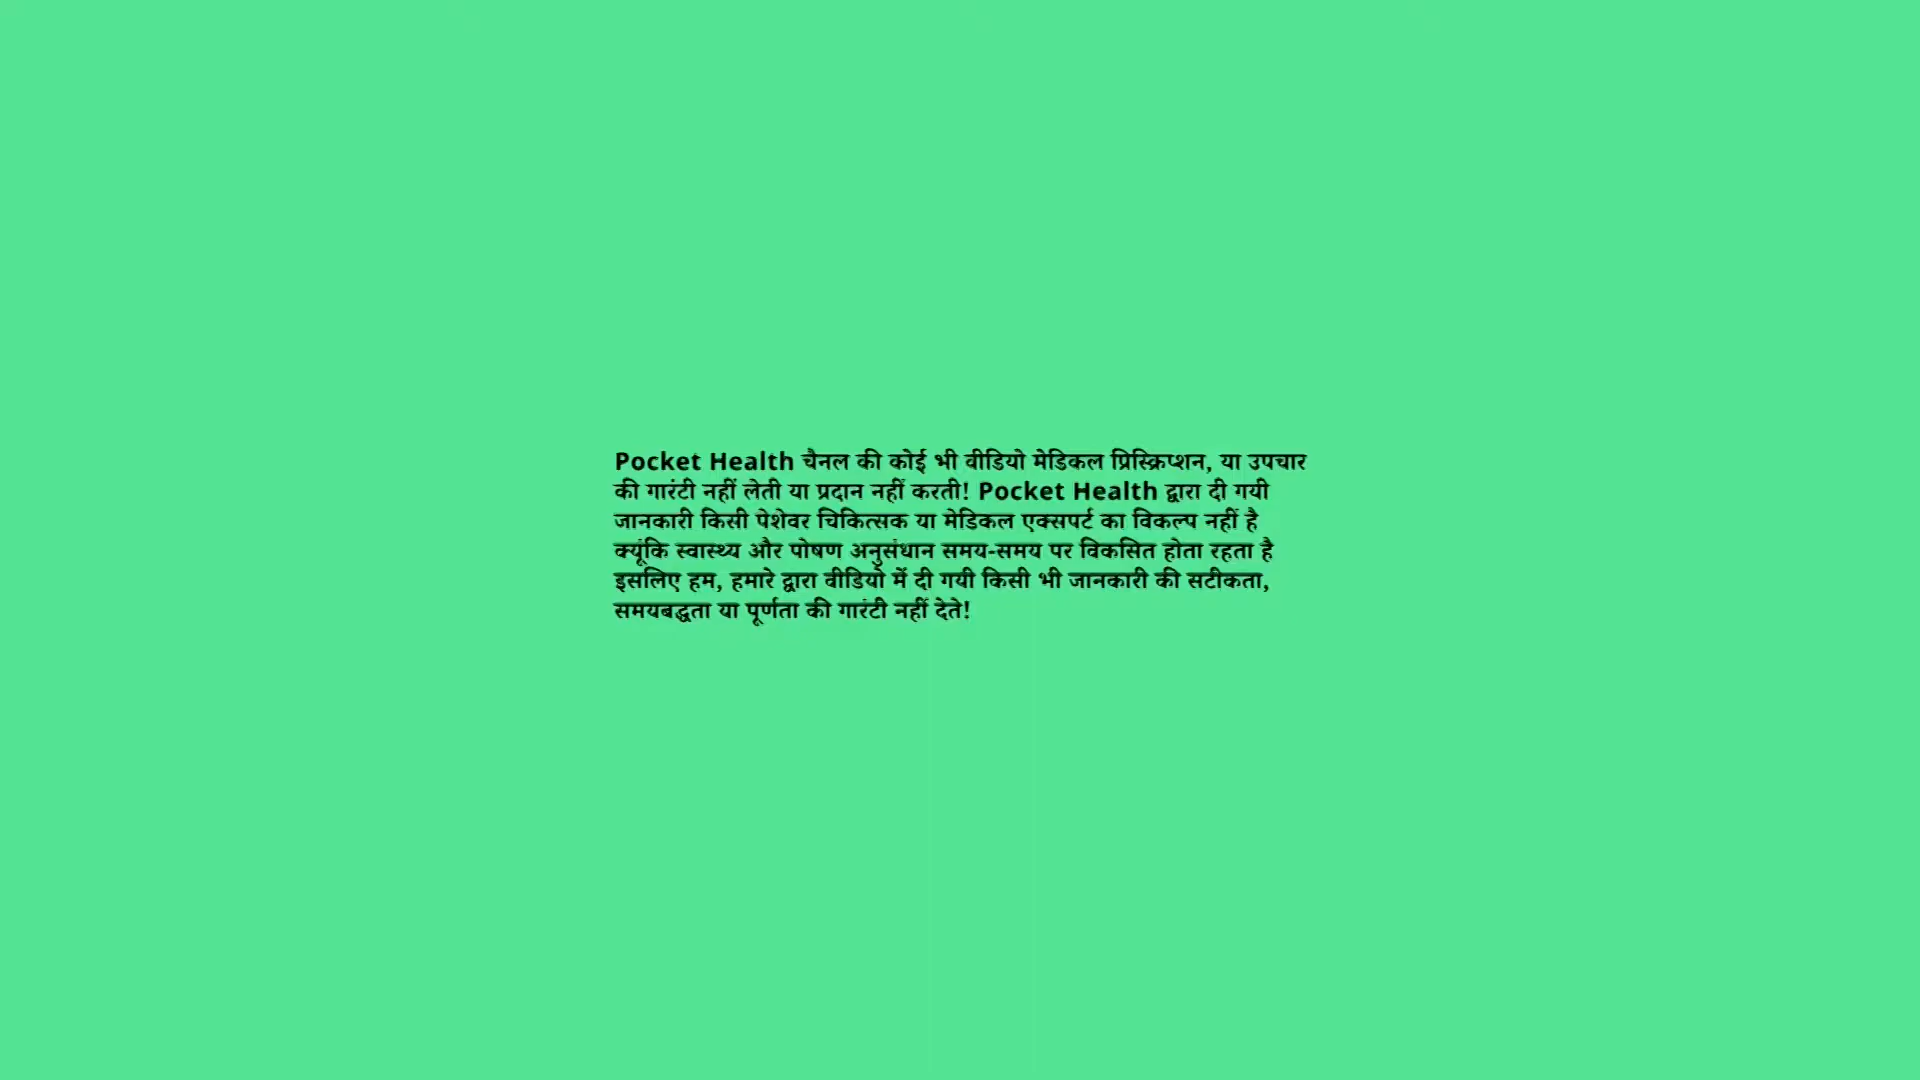 Pocket Health चैनल की कोई भी वीडियो मेडिकल प्रिस्क्रिप्शन, या उपचार
की गारंटी नहीं लेती या प्रदान नहीं करती! Pocket Health द्वारा दी गयी
जानकारी किसी पेशेवर चिकित्सक या मेडिकल एक्सपर्ट का विकल्प नहीं है
क्यूंकि स्वास्थ्य और पोषण अनुसंधान समय-समय पर विकसित होता रहता है
इसलिए हम, हमारे द्वारा वीडियो में दी गयी किसी भी जानकारी की सटीकता,
समयबद्धता या पूर्णता की गारंटी नहीं देते!